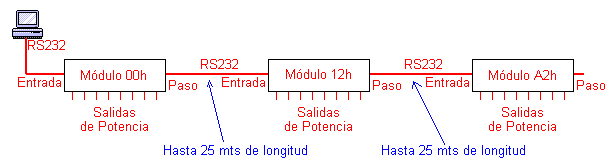 RS232
RS232
RS232
Módulo 00h
Módulo 12h
Módulo A2h
Entrada
Paso
Entrada
Paso
Entrada
Paso
Salidas
de Potencia
Salidas
de Potencia
Salidas
de Potencia
Hasta 25 mts de longitud
Hasta 25 mts de longitud